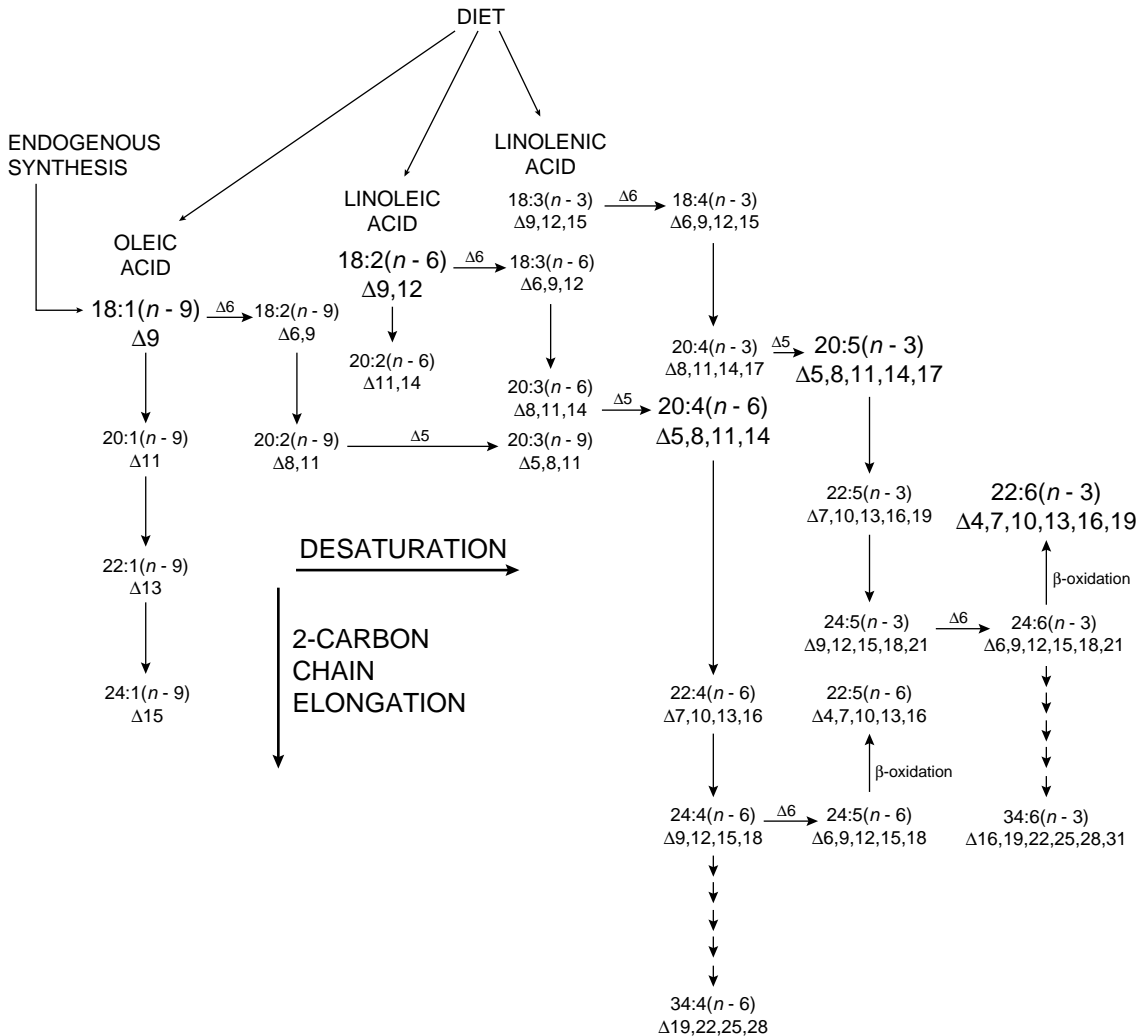 DIET
ENDOGENOUS
SYNTHESIS
LINOLENIC
ACID
18:3(n - 3)
Δ9,12,15
Δ6
18:4(n - 3)
Δ6,9,12,15
LINOLEIC
ACID
18:2(n - 6)
Δ9,12
Δ6
18:3(n - 6)
Δ6,9,12
OLEIC
ACID
18:1(n - 9)
Δ9
Δ6
18:2(n - 9)
Δ6,9
20:2(n - 6)
Δ11,14
20:4(n - 3)
Δ8,11,14,17
Δ5
20:5(n - 3)
Δ5,8,11,14,17
20:3(n - 6)
Δ8,11,14
Δ5
20:4(n - 6)
Δ5,8,11,14
20:1(n - 9)
Δ11
20:2(n - 9)
Δ8,11
Δ5
20:3(n - 9)
Δ5,8,11
22:5(n - 3)
Δ7,10,13,16,19
22:6(n - 3)
Δ4,7,10,13,16,19
DESATURATION
22:1(n - 9)
Δ13
β-oxidation
2-CARBON
CHAIN
ELONGATION
24:5(n - 3)
Δ9,12,15,18,21
Δ6
24:6(n - 3)
Δ6,9,12,15,18,21
24:1(n - 9)
Δ15
22:4(n - 6)
Δ7,10,13,16
22:5(n - 6)
Δ4,7,10,13,16
β-oxidation
24:4(n - 6)
Δ9,12,15,18
Δ6
24:5(n - 6)
Δ6,9,12,15,18
34:6(n - 3)
Δ16,19,22,25,28,31
34:4(n - 6)
Δ19,22,25,28